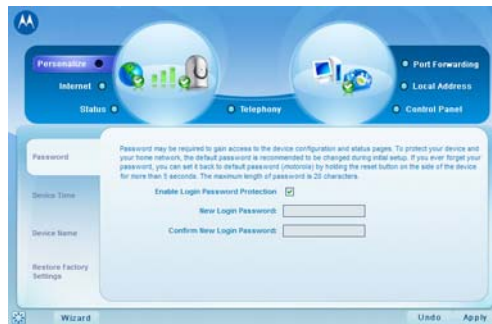 Personalize
Internet
Status
Telephony
Port Forwarding
Local Address
Control Panel
Password
Device Time
Device Name
Restore Factory
Settings
Password may be required to gain access to the device configuration and status pages. To protect your device and
your home network, the default password is recommended to be changed during initial setup. If you ever forget your
password, you can set it back to default password (motorola) by holding the reset button on the side of the device
for more than 5 seconds. The maximum length of password is 20 characters.
Enable Login Password Protection
New Login Password:
Confirm New Login Password:
Wizard
Undo
Apply